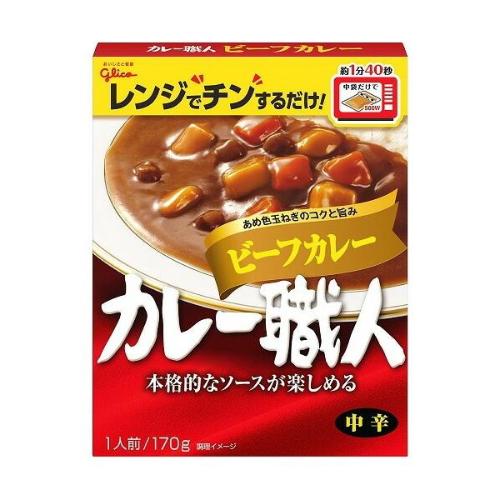 おいしさと健康
Glico
カレー職人 ビーフカレー
レンジでチンするだけ!
約1分40秒
中袋だけで
500W
あめ色玉ねぎのコクと旨み
ビーフカレー
カレー職人
本格的なソースが楽しめる
中辛
1人前/170g 調理イメージ